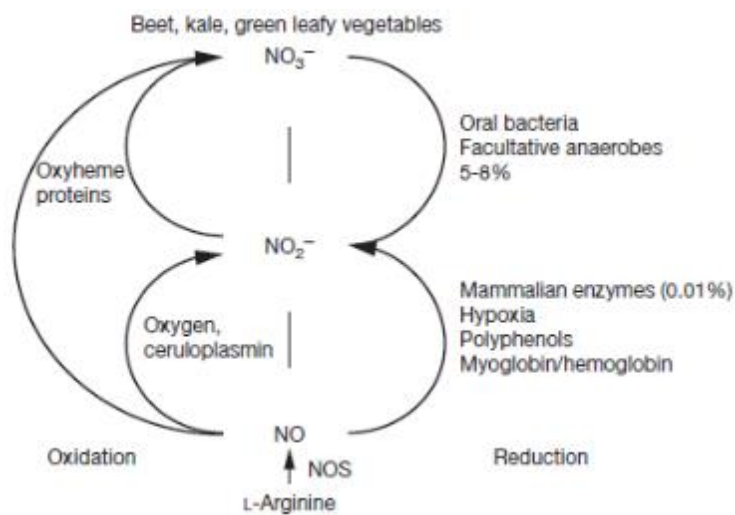 Beet, kale, green leafy vegetables
NO₃⁻
Oral bacteria
Facultative anaerobes
5-8%
Oxyheme
proteins
NO₂⁻
Mammalian enzymes (0.01%)
Hypoxia
Polyphenols
Myoglobin/hemoglobin
Oxygen,
ceruloplasmin
NO
Oxidation
NOS
Reduction
L-Arginine